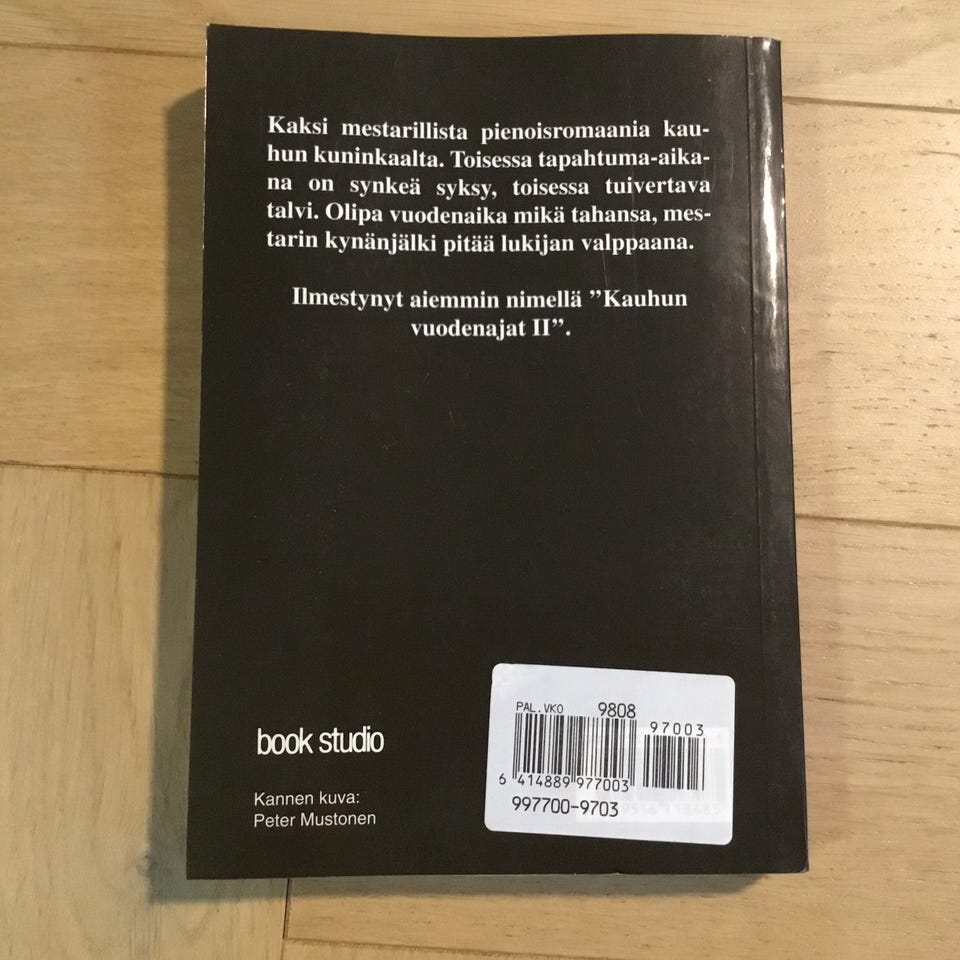 Kaksi mestarillista pienoisromaania kau-
hun kuninkaalta. Toisessa tapahtuma-aika-
na on synkeä syksy, toisessa tuivertava
talvi. Olipa vuodenaika mikä tahansa, mes-
tarin kynänjälki pitää lukijan valppaana.
Ilmestynyt aiemmin nimellä ”Kauhun
vuodenajat II”.
book studio
Kannen kuva:
Peter Mustonen
PAL.VKO 9808
97003
6 414889 977003
997700-9703